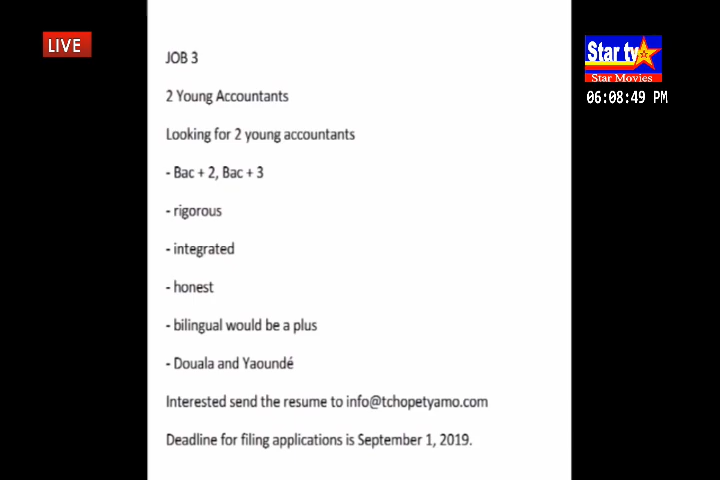 LIVE
Star tv
Star Movies
06:08:49 PM
JOB 3
2 Young Accountants
Looking for 2 young accountants
- Bac + 2, Bac + 3
- rigorous
- integrated
- honest
- bilingual would be a plus
- Douala and Yaoundé
Interested send the resume to info@tchopetyamo.com
Deadline for filing applications is September 1, 2019.